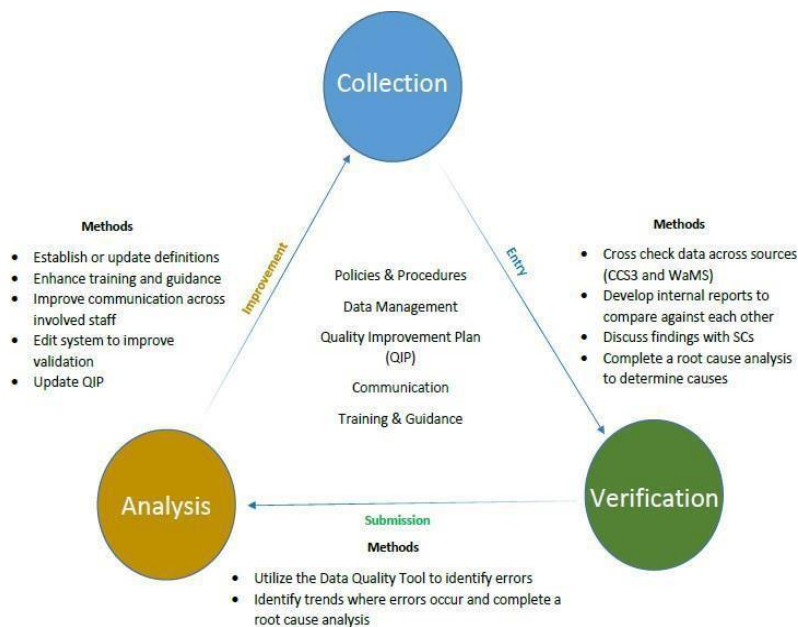 Collection
Improvement
Entry
Methods
• Establish or update definitions
• Enhance training and guidance
• Improve communication across
involved staff
• Edit system to improve
validation
• Update QIP
Policies & Procedures
Data Management
Quality Improvement Plan
(QIP)
Communication
Training & Guidance
Methods
• Cross check data across sources
(CCS3 and WaMS)
• Develop internal reports to
compare against each other
• Discuss findings with SCs
• Complete a root cause analysis
to determine causes
Analysis
Verification
Submission
Methods
• Utilize the Data Quality Tool to identify errors
• Identify trends where errors occur and complete a
root cause analysis